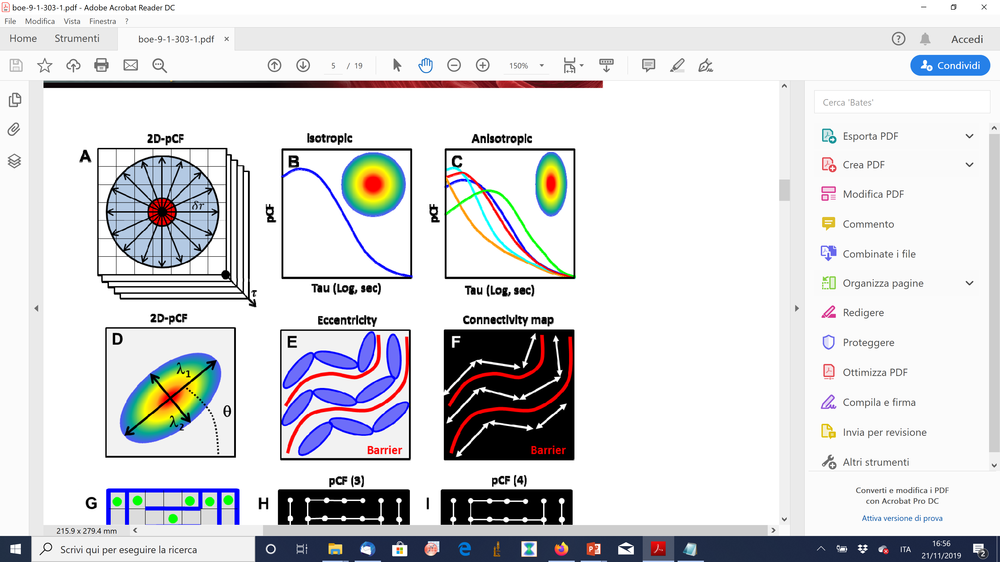 boe-9-1-303-1.pdf - Adobe Acrobat Reader DC
File Modifica Vista Finestra ?
Home Strumenti boe-9-1-303-1.pdf × Accedi
5 / 19 150% Condividi
Cerca 'Bates'
Esporta PDF
Crea PDF
Modifica PDF
Commento
Combinate i file
Organizza pagine
Redigere
Proteggere
Ottimizza PDF
Compila e firma
Invia per revisione
Altri strumenti
Converti e modifica i PDF
con Acrobat Pro DC
Attiva versione di prova
2D-pCF
A
δr
τ
Isotropic
B
pCF
Tau (Log, sec)
Anisotropic
C
pCF
Tau (Log, sec)
2D-pCF
D
λ1
λ2
θ
Eccentricity
E
Barrier
Connectivity map
F
Barrier
G
pCF (3)
H
pCF (4)
I
215.9 x 279.4 mm
Scrivi qui per eseguire la ricerca
ITA
16:56
21/11/2019
2